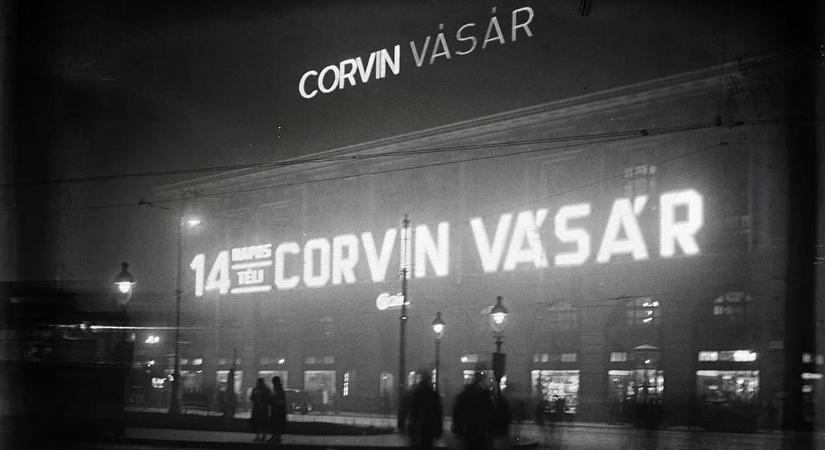 CORVIN VÁSÁR
14 NAPOS TÉLI CORVIN VÁSÁR